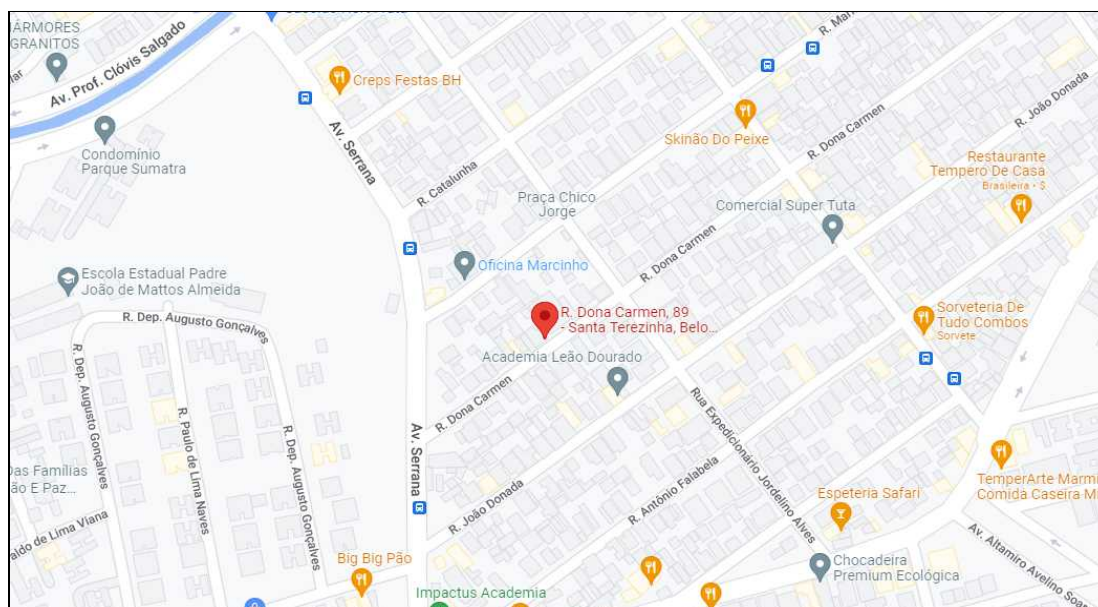 MÁRMORES
GRANITOS
Av. Prof. Clóvis Salgado
Creps Festas BH
R. Dona Carmen
R. João Donada
Skinão Do Peixe
Condomínio
Parque Sumatra
Av. Serrana
R. Catalunha
Restaurante
Tempero De Casa
Brasileira - $
Praça Chico
Jorge
Comercial Super Tuta
R. Dona Carmen
Oficina Marcinho
Escola Estadual Padre
João de Mattos Almeida
R. Dep. Augusto Gonçalves
R. Dona Carmen, 89
- Santa Terezinha, Belo...
Sorveteria De
Tudo Combos
Sorvete
Academia Leão Dourado
R. Dep. Augusto Gonçalves
R. Paulo de Lima Naves
R. Dep. Augusto Gonçalves
R. Dona Carmen
Av. Serrana
Rua Expedicionário Jordelino Alves
Das Famílias
ão E Paz...
aldo de Lima Viana
R. João Donada
R. Antônio Falabela
Espeteria Safari
TemperArte Marmi
Comida Caseira M
Av. Altamiro Avelino Soar
Big Big Pão
Chocadeira
Premium Ecológica
Impactus Academia